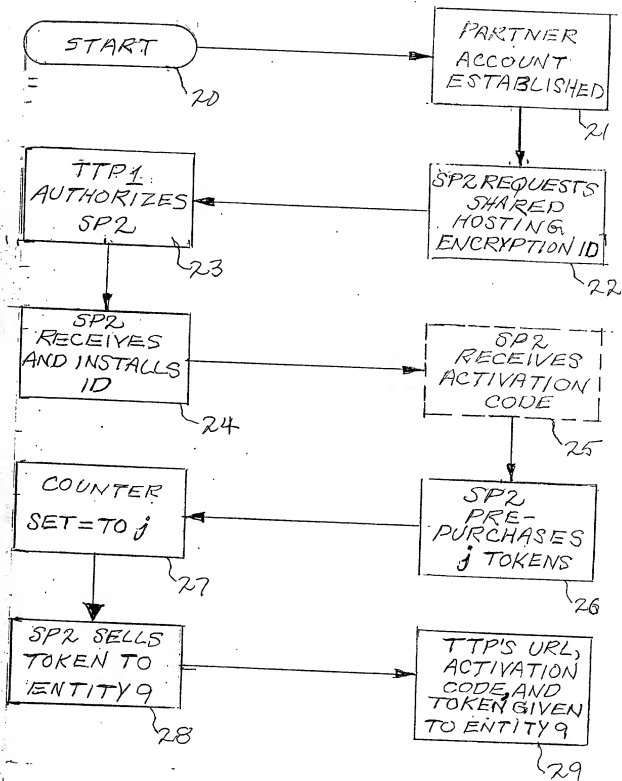 START
20
PARTNER
ACCOUNT
ESTABLISHED
21
SP2 REQUESTS
SHARED
HOSTING
ENCRYPTION ID
22
TTP 1
AUTHORIZES
SP2
23
SP2
RECEIVES
AND INSTALLS
ID
24
SP2
RECEIVES
ACTIVATION
CODE
25
SP2
PRE-
PURCHASES
j TOKENS
26
COUNTER
SET = TO j
27
SP2 SELLS
TOKEN TO
ENTITY 9
28
TTP'S URL,
ACTIVATION
CODE, AND
TOKEN GIVEN
TO ENTITY 9
29